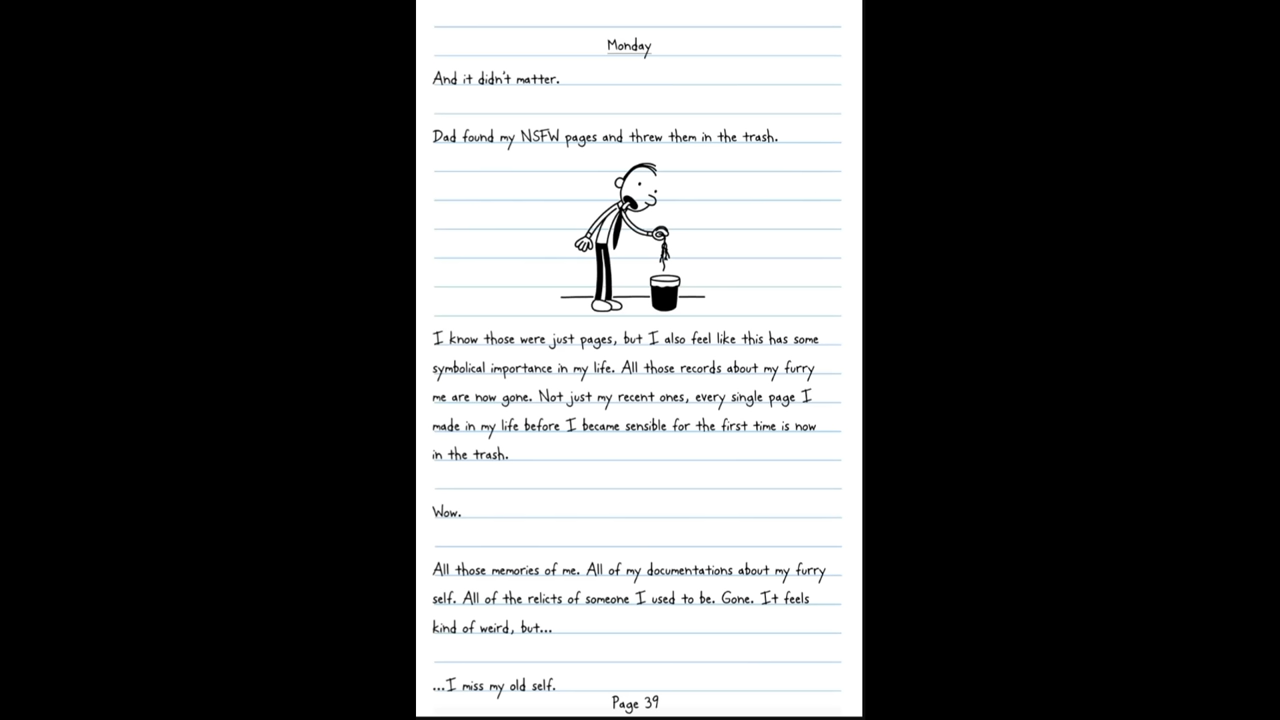 Monday
And it didn't matter.
Dad found my NSFW pages and threw them in the trash.
I know those were just pages, but I also feel like this has some
symbolical importance in my life. All those records about my furry
me are now gone. Not just my recent ones, every single page I
made in my life before I became sensible for the first time is now
in the trash.
Wow.
All those memories of me. All of my documentations about my furry
self. All of the relicts of someone I used to be. Gone. It feels
kind of weird, but...
...I miss my old self.
Page 39